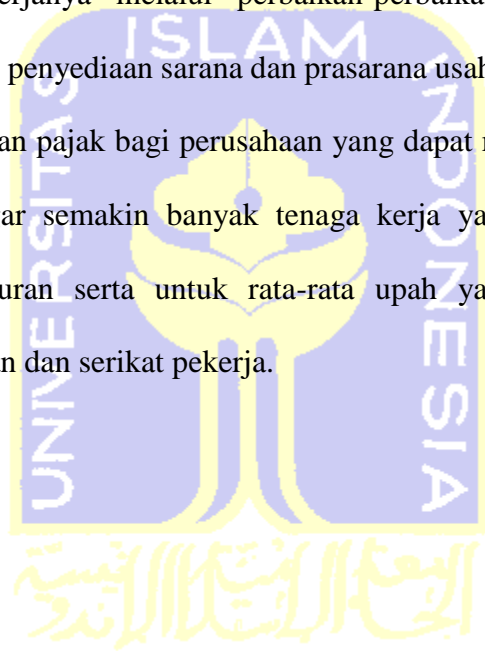 erjanya melalui perbaikan-perbaika
penyediaan sarana dan prasarana usah
an pajak bagi perusahaan yang dapat
ar semakin banyak tenaga kerja ya
uran serta untuk rata-rata upah ya
n dan serikat pekerja.
ISLAM
UNIVERSITAS
INDONESIA